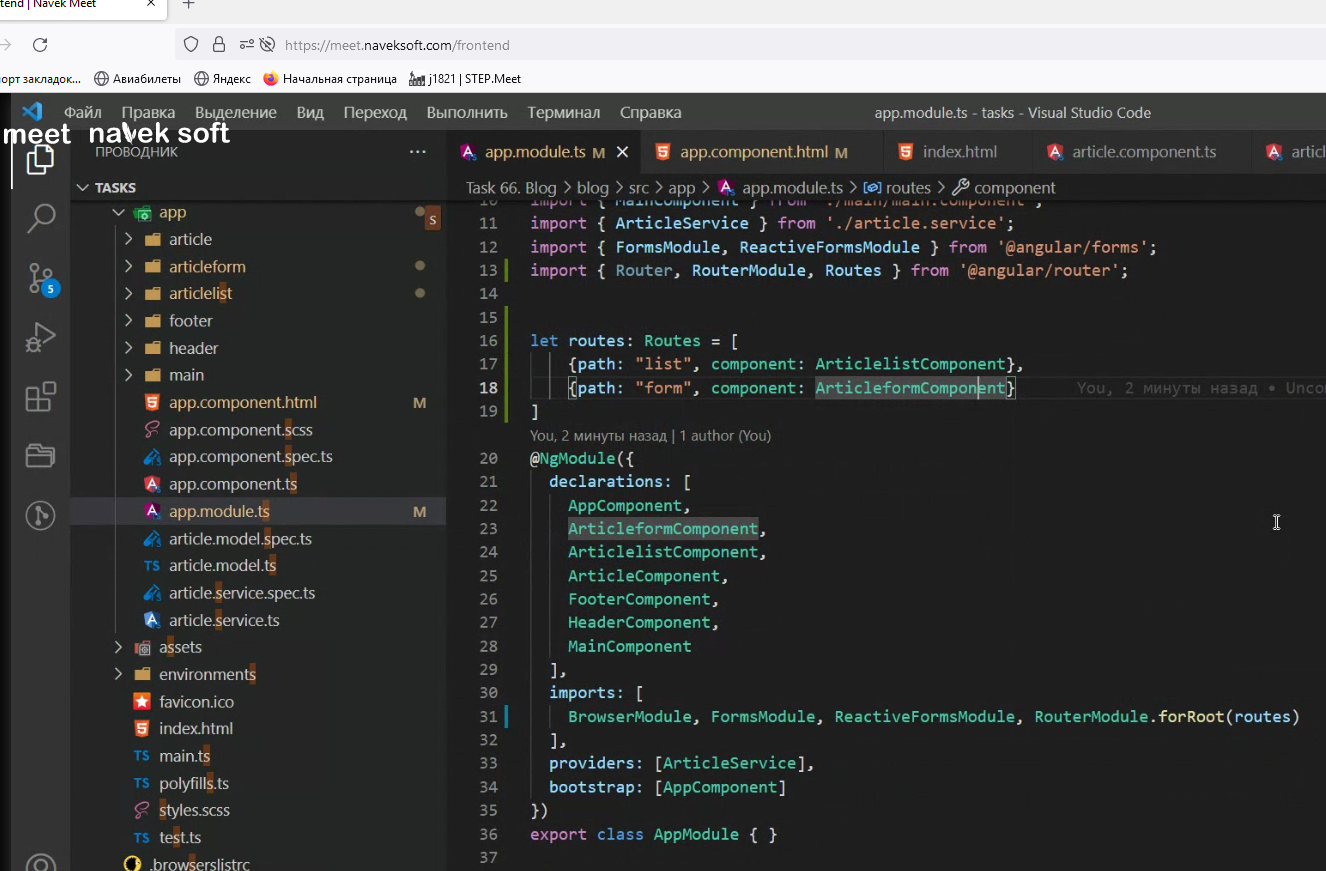 tend | Navek Meet
https://meet.naveksoft.com/frontend
орт закладок...
Авиабилеты
Яндекс
Начальная страница
j1821 | STEP.Meet
Файл Правка Выделение Вид Переход Выполнить Терминал Справка
app.module.ts - tasks - Visual Studio Code
meet navek soft
ПРОВОДНИК
TASKS
app
S
article
articleform
articlelist
footer
header
main
app.component.html M
app.component.scss
app.component.spec.ts
app.component.ts
app.module.ts M
article.model.spec.ts
article.model.ts
article.service.spec.ts
article.service.ts
assets
environments
favicon.ico
index.html
main.ts
polyfills.ts
styles.scss
test.ts
.browserslistrc
5
app.module.ts M
app.component.html M
index.html
article.component.ts
articl
Task 66. Blog > blog > src > app > app.module.ts > routes > component
10 import { MainComponent } from './main/main.component';
11 import { ArticleService } from './article.service';
12 import { FormsModule, ReactiveFormsModule } from '@angular/forms';
13 import { Router, RouterModule, Routes } from '@angular/router';
14
15
16 let routes: Routes = [
17 {path: "list", component: ArticlelistComponent},
18 {path: "form", component: ArticleformComponent} You, 2 минуты назад • Unco
19 ]
You, 2 минуты назад | 1 author (You)
20 @NgModule({
21 declarations: [
22 AppComponent,
23 ArticleformComponent,
24 ArticlelistComponent,
25 ArticleComponent,
26 FooterComponent,
27 HeaderComponent,
28 MainComponent
29 ],
30 imports: [
31 BrowserModule, FormsModule, ReactiveFormsModule, RouterModule.forRoot(routes)
32 ],
33 providers: [ArticleService],
34 bootstrap: [AppComponent]
35 })
36 export class AppModule { }
37